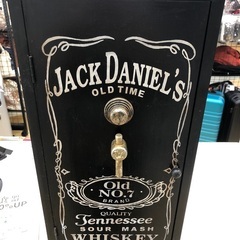 JACK DANIEL'S
OLD TIME
Old
NO.7
BRAND
QUALITY
Tennessee
SOUR MASH
WHISKEY